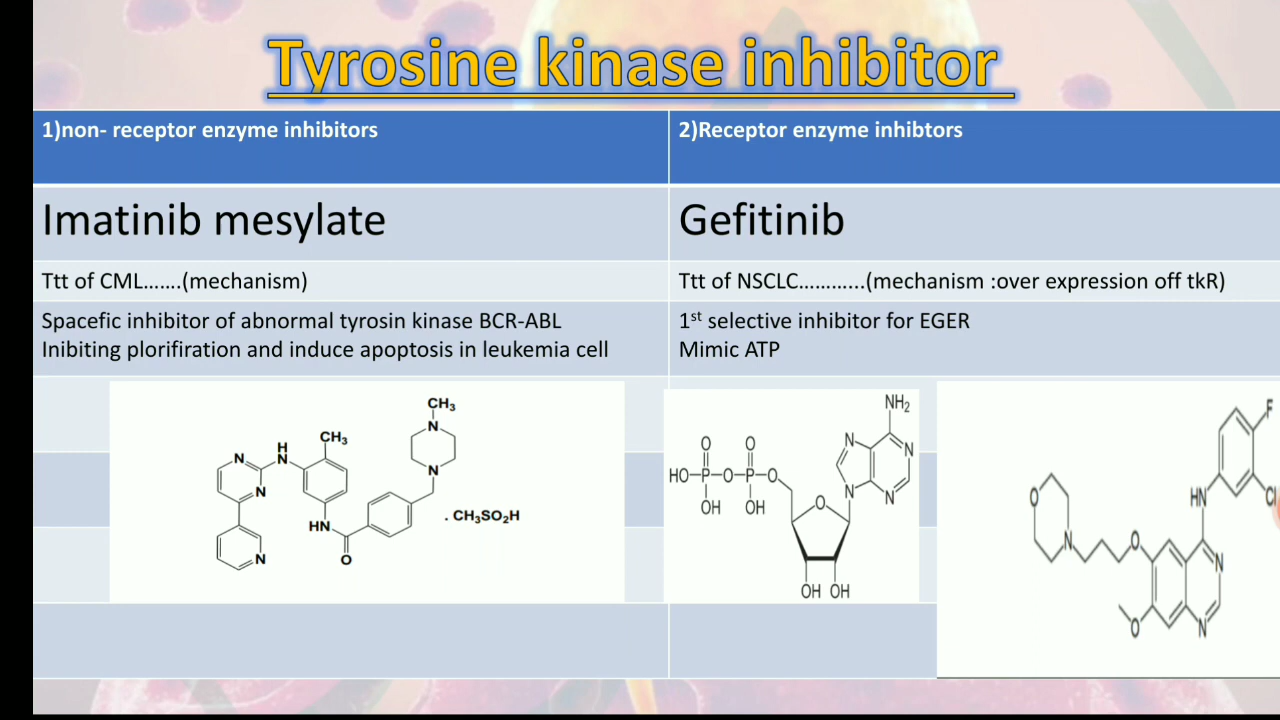 Tyrosine kinase inhibitor
1)non- receptor enzyme inhibitors
2)Receptor enzyme inhibtors
Imatinib mesylate
Gefitinib
Ttt of CML…….(mechanism)
Ttt of NSCLC………...(mechanism :over expression off tkR)
Spacefic inhibitor of abnormal tyrosin kinase BCR-ABL
Inibiting plorifiration and induce apoptosis in leukemia cell
1st selective inhibitor for EGER
Mimic ATP
CH3
N
N
CH3
H
N
N
N
HN
O
N
. CH3SO2H
NH2
N
N
N
N
O
O
HO-P-O-P-O
OH
OH
O
OH OH
F
Cl
HN
O
N
O
O
N
N